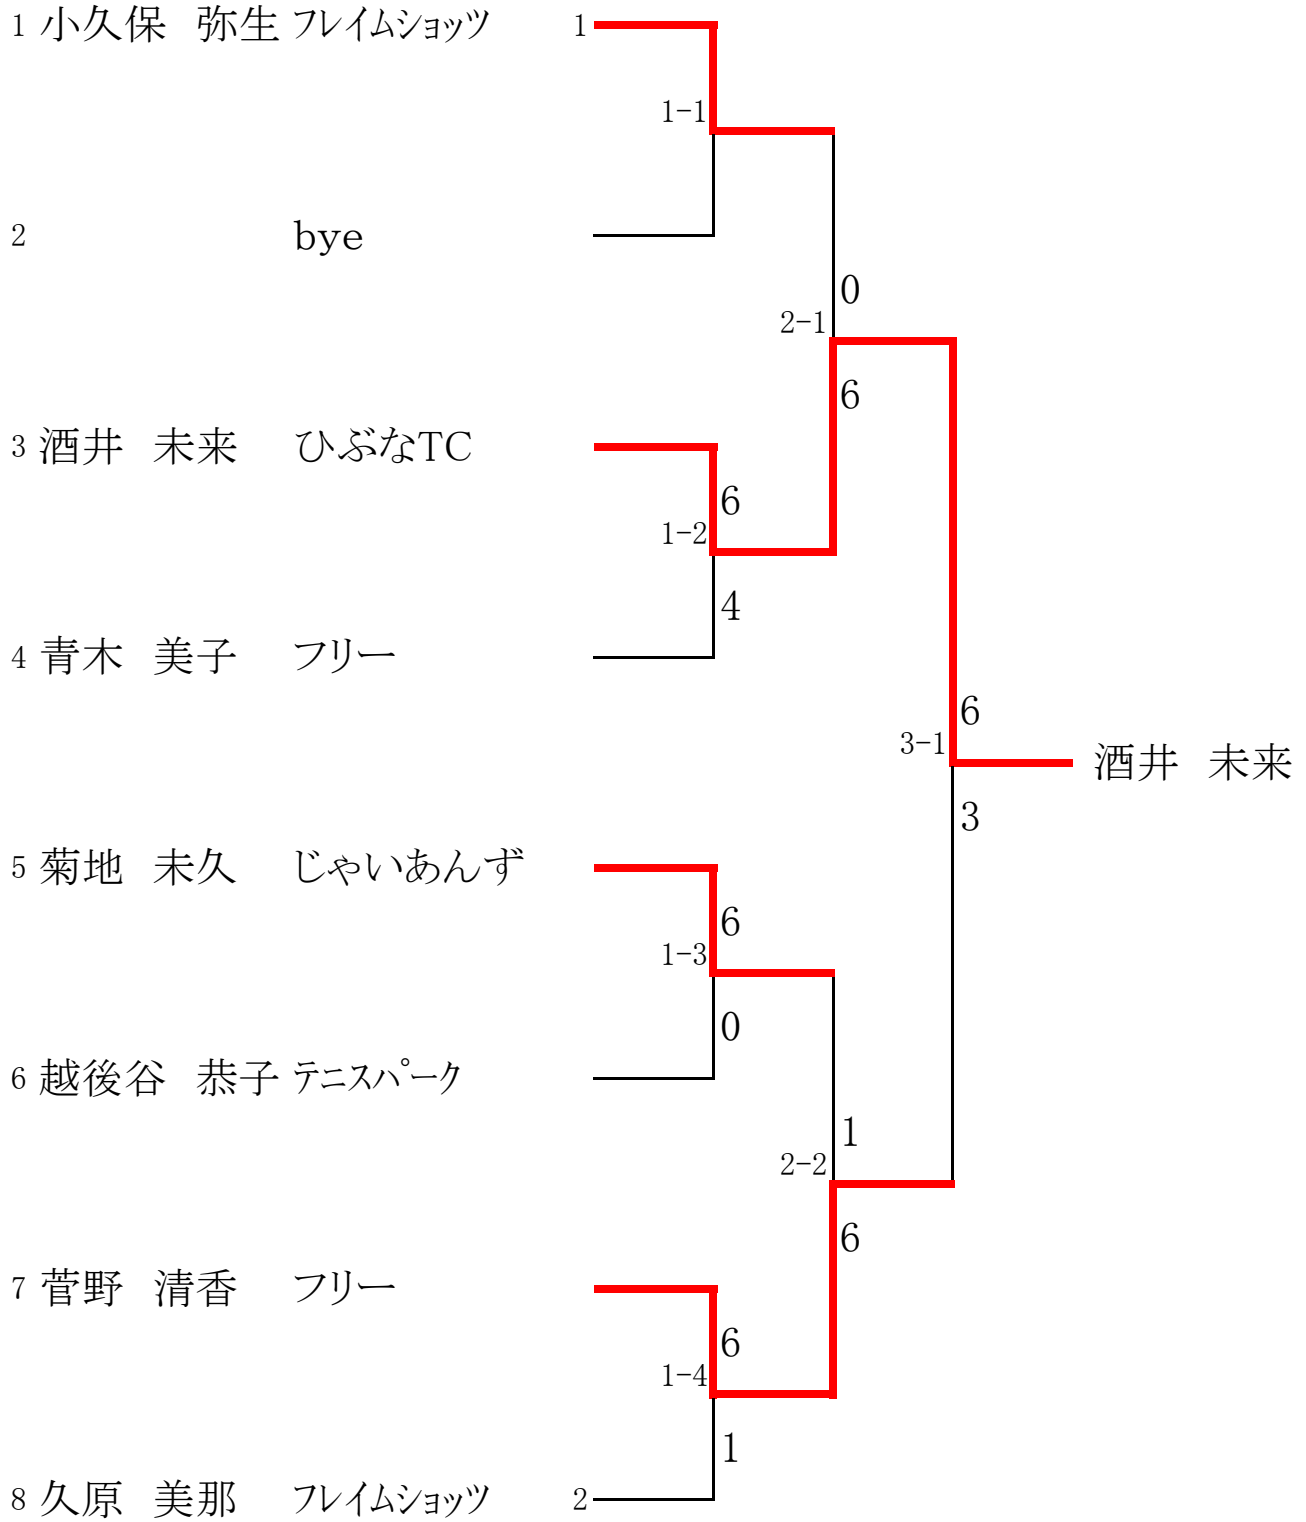 1 小久保　弥生 フレイムショッツ 1
1-1
2 bye
0
2-1
6
3 酒井　未来 ひぶなTC
6
1-2
4
4 青木　美子 フリー
6
3-1
酒井　未来
3
5 菊地　未久 じゃいあんず
6
1-3
0
6 越後谷　恭子 テニスパーク
1
2-2
6
7 菅野　清香 フリー
6
1-4
1
8 久原　美那 フレイムショッツ 2